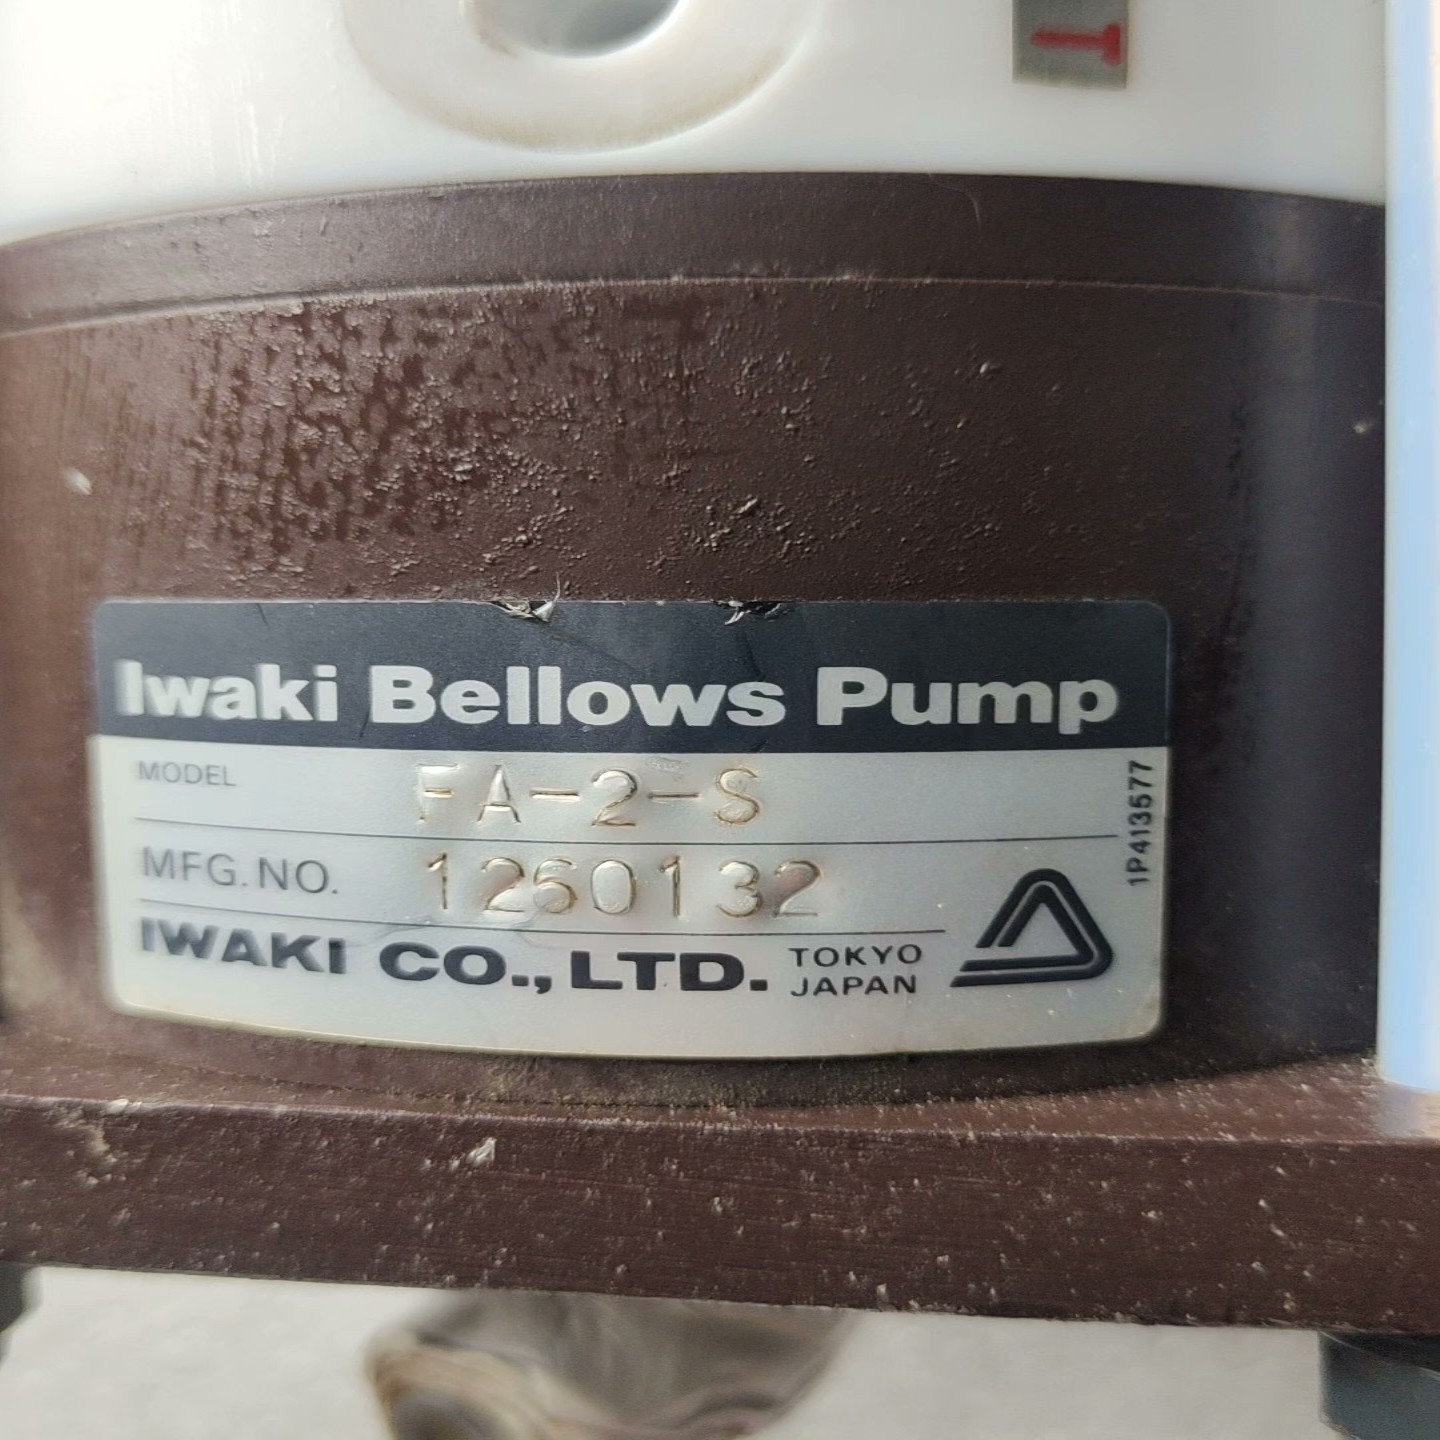 Iwaki Bellows Pump
MODEL FA-2-S
MFG. NO. 1260132
IWAKI CO., LTD. TOKYO JAPAN
1P413577